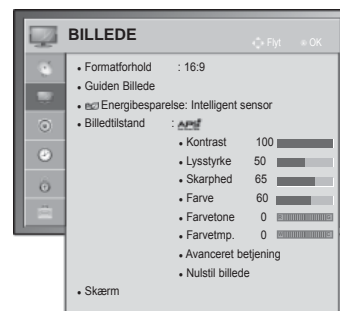 BILLEDE
Flyt OK
• Formatforhold : 16:9
• Guiden Billede
• Energibesparelse: Intelligent sensor
• Billedtilstand : APS
• Kontrast 100
• Lysstyrke 50
• Skarphed 65
• Farve 60
• Farvetone 0
• Farvetmp. 0
• Avanceret betjening
• Nulstil billede
• Skærm